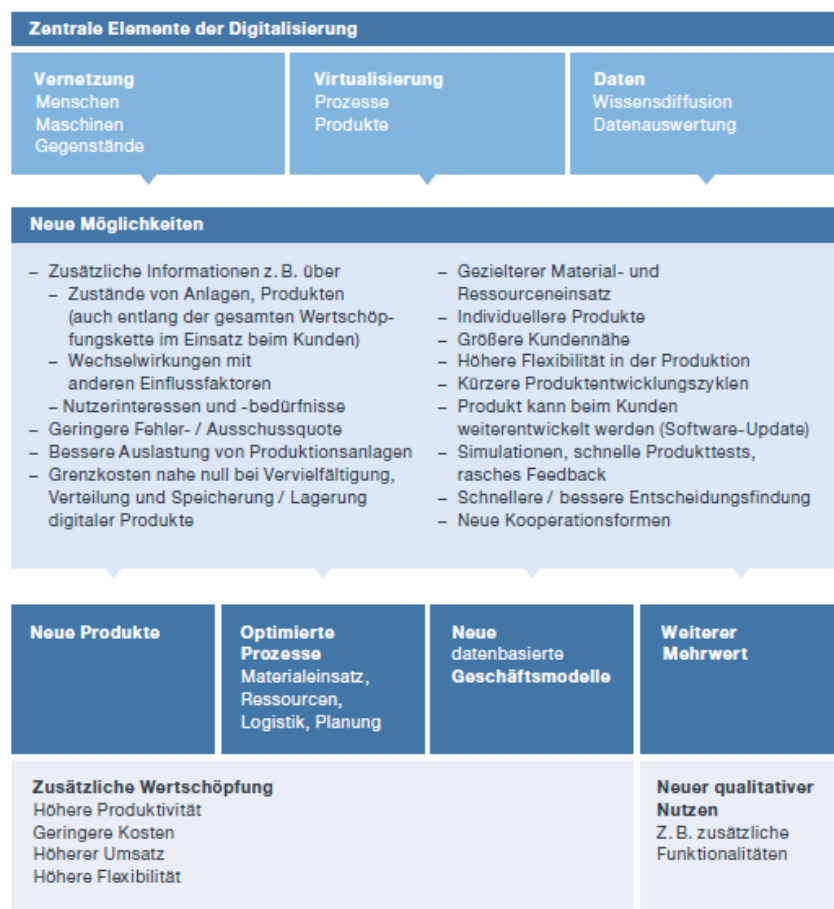 Zentrale Elemente der Digitalisierung
Vernetzung
Menschen
Maschinen
Gegenstände
Virtualisierung
Prozesse
Produkte
Daten
Wissensdiffusion
Datenauswertung
Neue Möglichkeiten
– Zusätzliche Informationen z. B. über
– Zustände von Anlagen, Produkten
(auch entlang der gesamten Wertschöp-
fungskette im Einsatz beim Kunden)
– Wechselwirkungen mit
anderen Einflussfaktoren
– Nutzerinteressen und -bedürfnisse
– Geringere Fehler- / Ausschussquote
– Bessere Auslastung von Produktionsanlagen
– Grenzkosten nahe null bei Vervielfältigung,
Verteilung und Speicherung / Lagerung
digitaler Produkte
– Gezielterer Material- und
Ressourceneinsatz
– Individuellere Produkte
– Größere Kundennähe
– Höhere Flexibilität in der Produktion
– Kürzere Produktentwicklungszyklen
– Produkt kann beim Kunden
weiterentwickelt werden (Software-Update)
– Simulationen, schnelle Produkttests,
rasches Feedback
– Schnellere / bessere Entscheidungsfindung
– Neue Kooperationsformen
Neue Produkte
Optimierte
Prozesse
Materialeinsatz,
Ressourcen,
Logistik, Planung
Neue
datenbasierte
Geschäftsmodelle
Weiterer
Mehrwert
Zusätzliche Wertschöpfung
Höhere Produktivität
Geringere Kosten
Höherer Umsatz
Höhere Flexibilität
Neuer qualitativer
Nutzen
Z. B. zusätzliche
Funktionalitäten